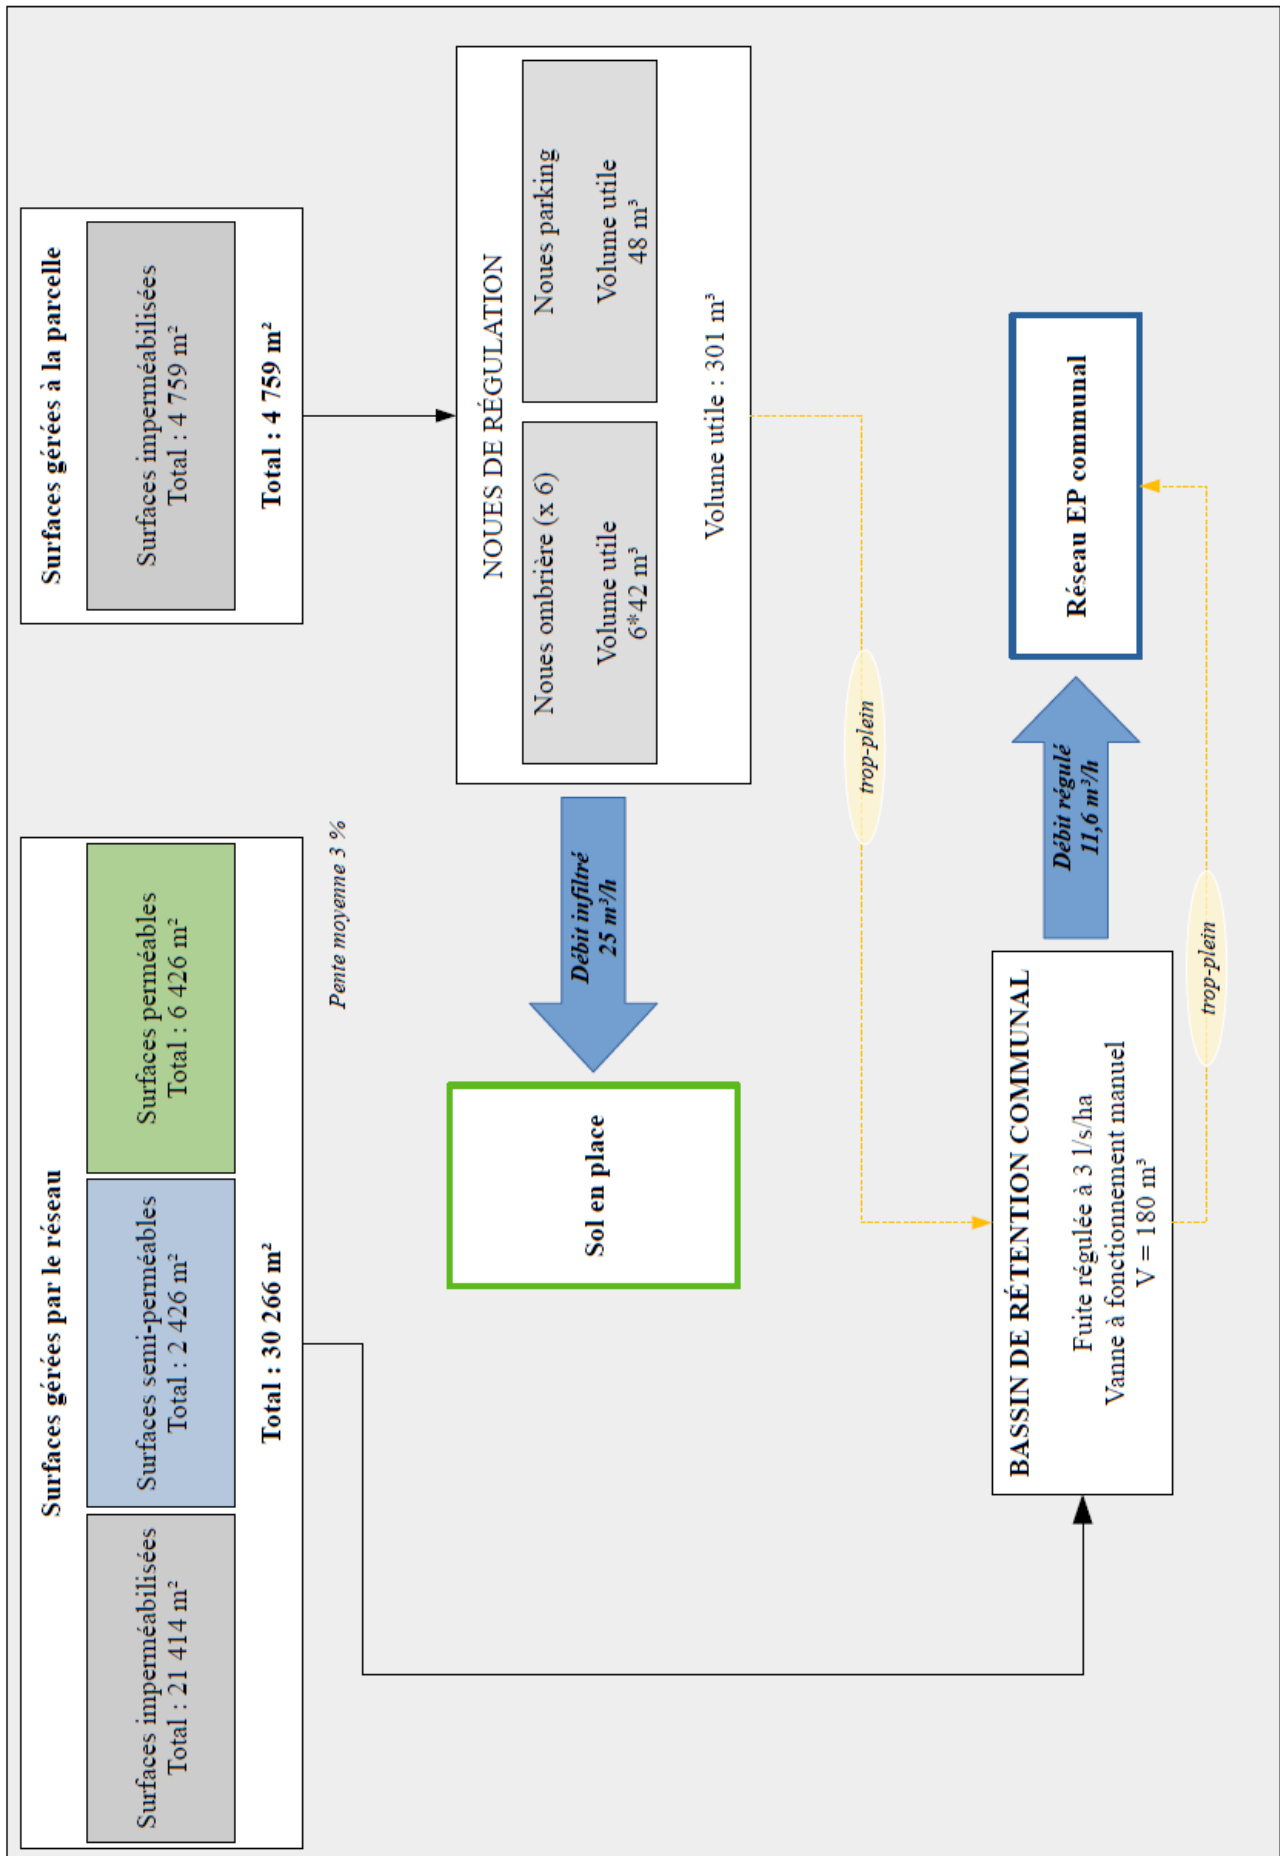 Surfaces gérées par le réseau
Surfaces imperméabilisées
Total : 21 414 m²
Surfaces semi-perméables
Total : 2 426 m²
Surfaces perméables
Total : 6 426 m²
Total : 30 266 m²
Surfaces gérées à la parcelle
Surfaces imperméabilisées
Total : 4 759 m²
Total : 4 759 m²
Pente moyenne 3 %
NOUES DE RÉGULATION
Noues ombrière (x 6)
Volume utile
6*42 m³
Noues parking
Volume utile
48 m³
Volume utile : 301 m³
Débit infiltré
25 m³/h
Sol en place
trop-plein
BASSIN DE RÉTENTION COMMUNAL
Fuite régulée à 3 l/s/ha
Vanne à fonctionnement manuel
V = 180 m³
Débit régulé
11,6 m³/h
Réseau EP communal
trop-plein